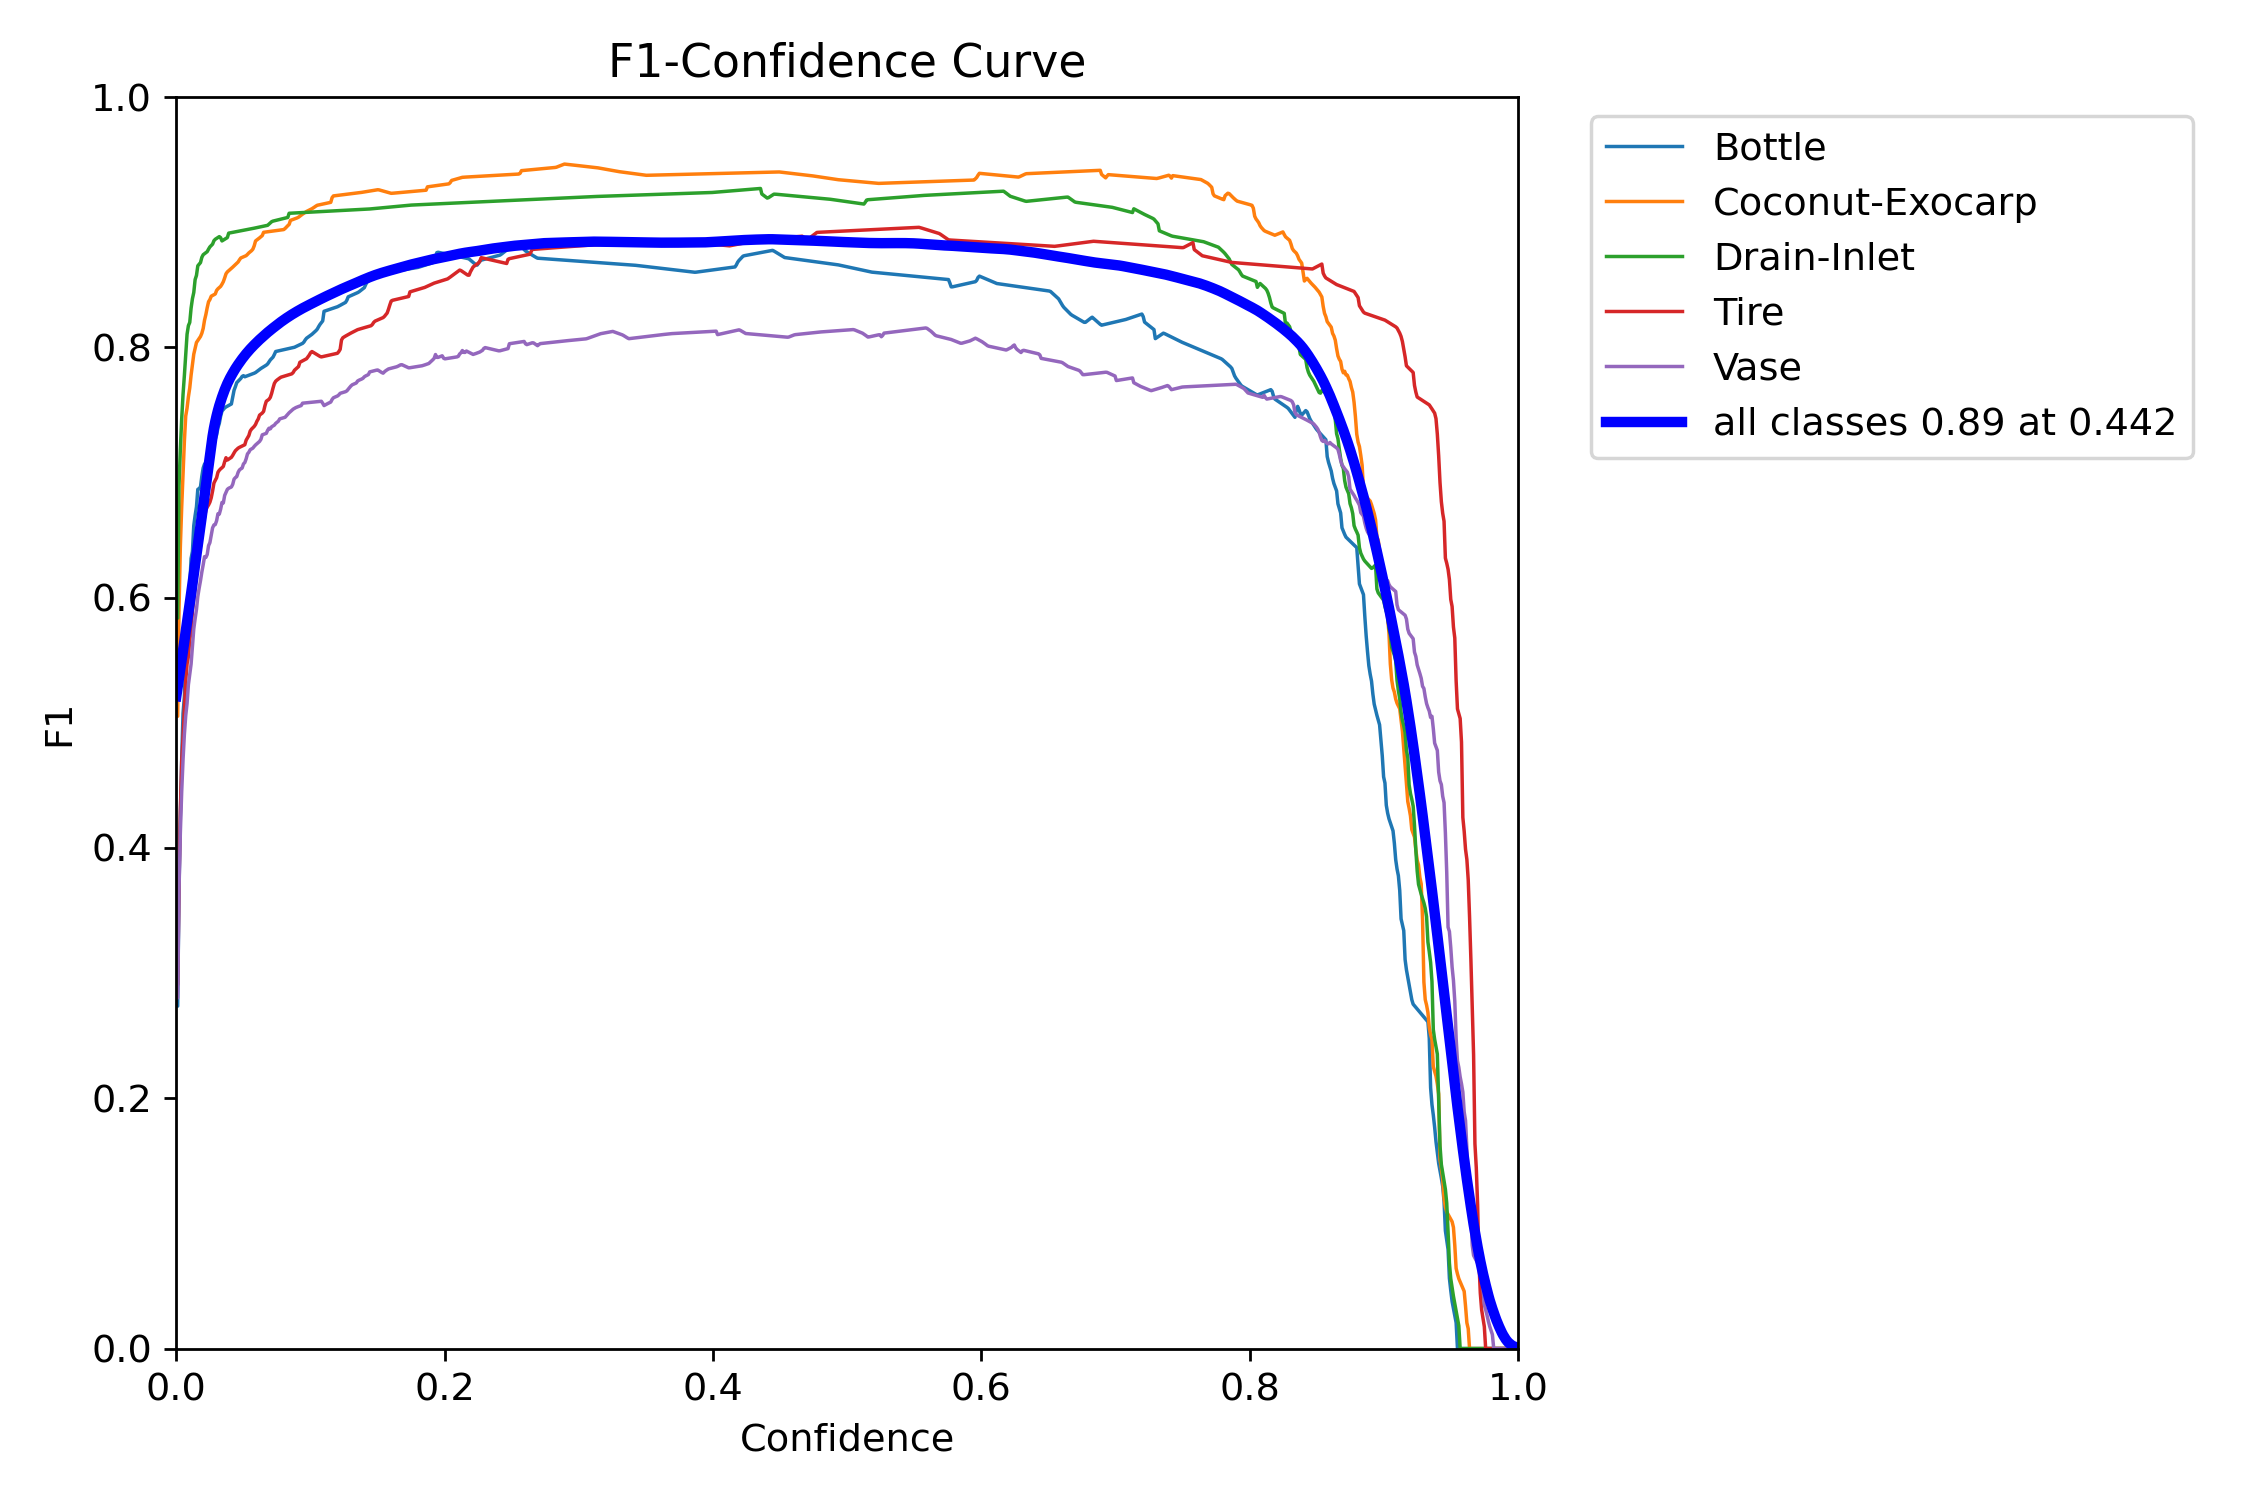 F1-Confidence Curve
1.0
0.8
0.6
0.4
0.2
0.0
F1
0.0 0.2 0.4 0.6 0.8 1.0
Confidence
Bottle
Coconut-Exocarp
Drain-Inlet
Tire
Vase
all classes 0.89 at 0.442